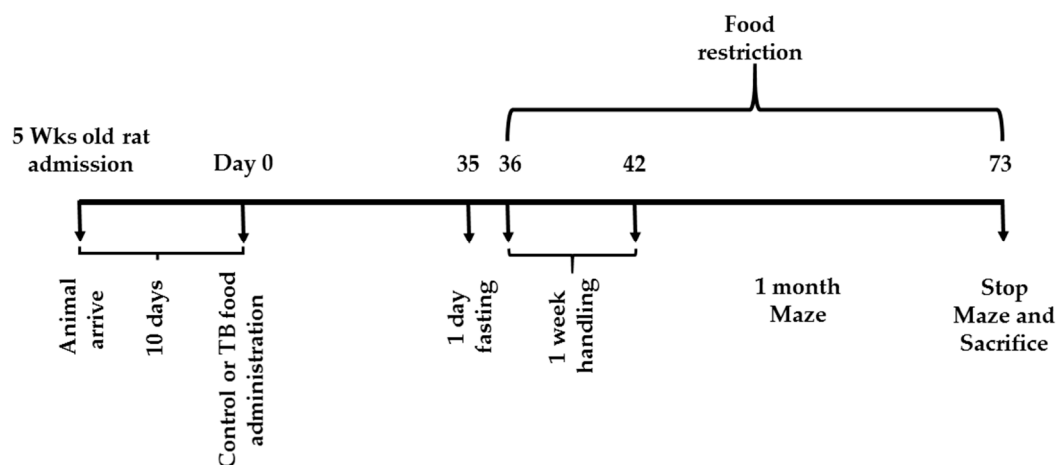 Food
restriction
5 Wks old rat
admission
Day 0
35
36
42
73
Animal
arrive
10 days
Control or TB food
administration
1 day
fasting
1 week
handling
1 month
Maze
Stop
Maze and
Sacrifice